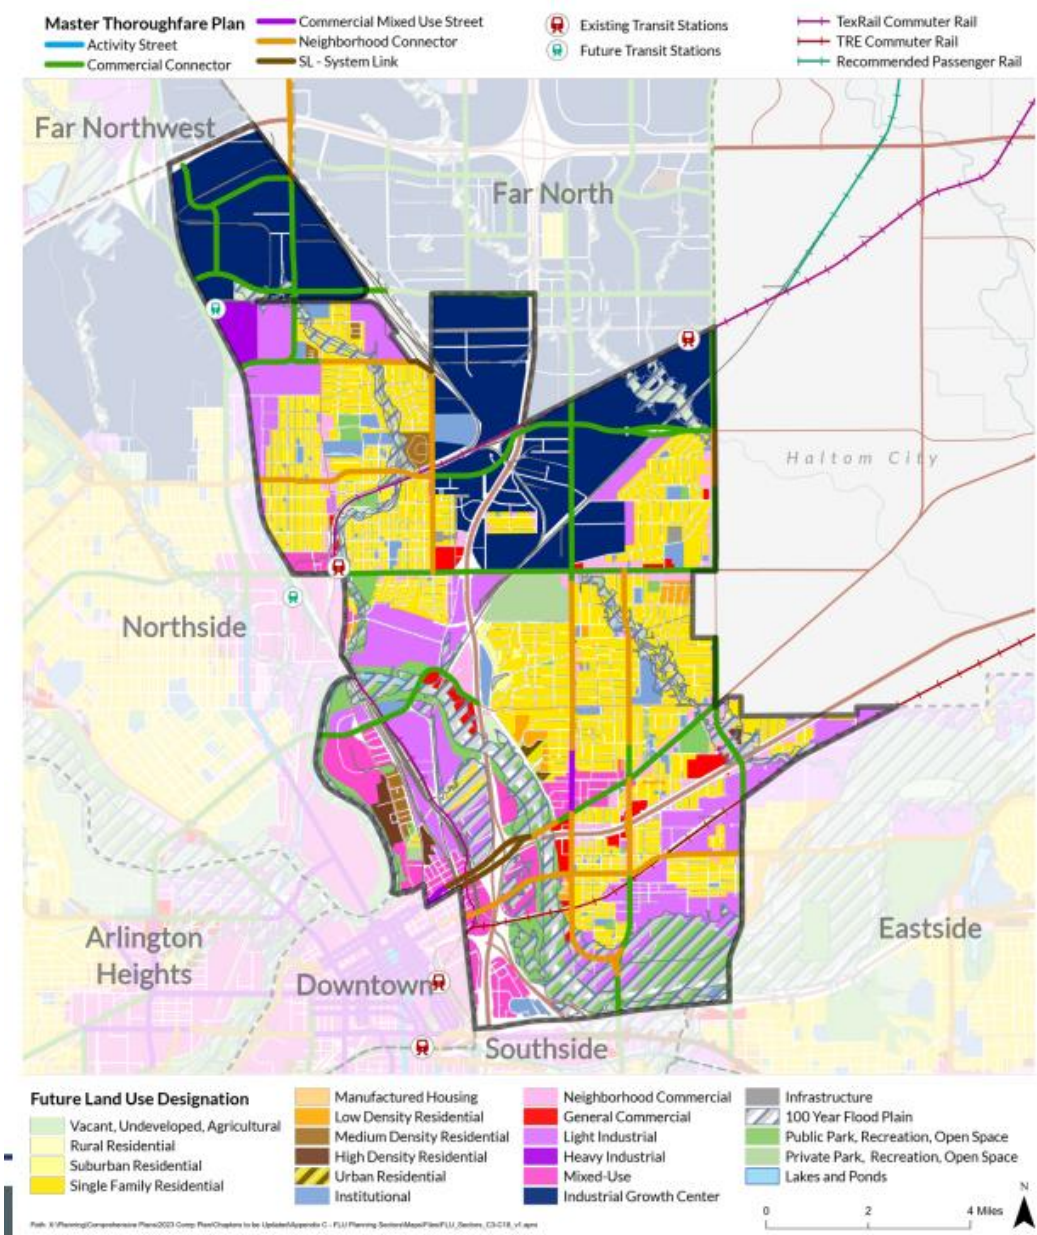 Master Thoroughfare Plan
Activity Street
Commercial Connector
Commercial Mixed Use Street
Neighborhood Connector
SL - System Link
Existing Transit Stations
Future Transit Stations
TexRail Commuter Rail
TRE Commuter Rail
Recommended Passenger Rail
Far Northwest
Far North
Haltom City
Northside
Arlington
Heights
Downtown
Eastside
Southside
Future Land Use Designation
Vacant, Undeveloped, Agricultural
Rural Residential
Suburban Residential
Single Family Residential
Manufactured Housing
Low Density Residential
Medium Density Residential
High Density Residential
Urban Residential
Institutional
Neighborhood Commercial
General Commercial
Light Industrial
Heavy Industrial
Mixed-Use
Industrial Growth Center
Infrastructure
100 Year Flood Plain
Public Park, Recreation, Open Space
Private Park, Recreation, Open Space
Lakes and Ponds
N
0 2 4 Miles